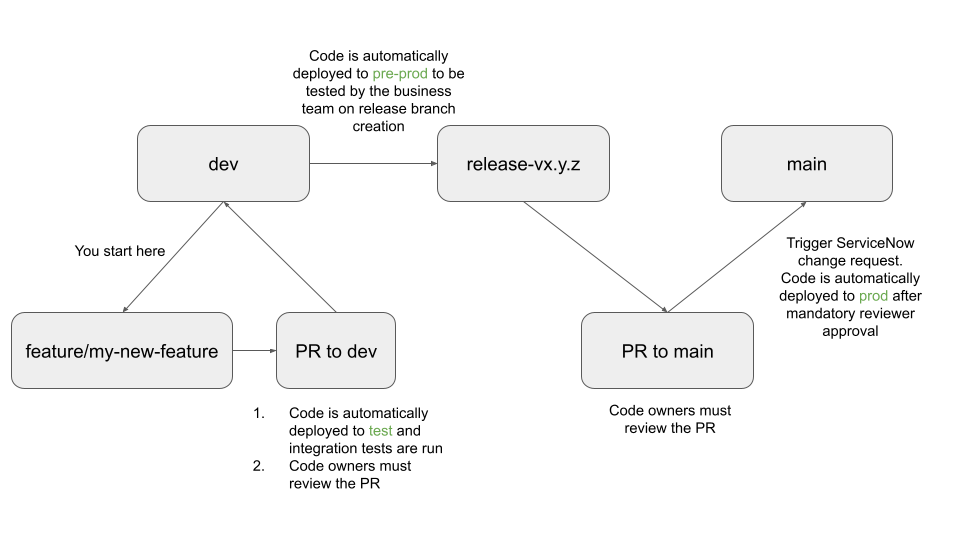 Code is automatically
deployed to pre-prod to be
tested by the business
team on release branch
creation
dev
release-vx.y.z
main
You start here
Trigger ServiceNow
change request.
Code is automatically
deployed to prod after
mandatory reviewer
approval
feature/my-new-feature
PR to dev
PR to main
1. Code is automatically
deployed to test and
integration tests are run
2. Code owners must
review the PR
Code owners must
review the PR